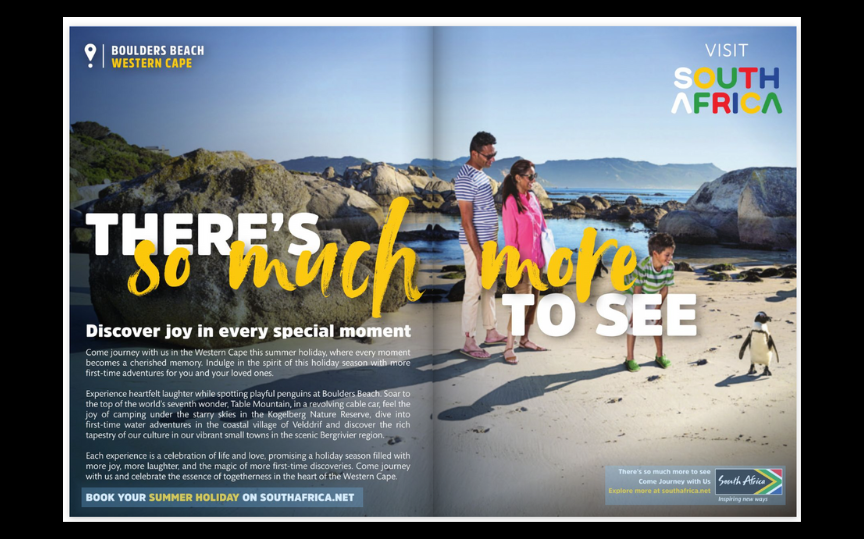 BOULDERS BEACH
WESTERN CAPE
VISIT
SOUTH
AFRICA
THERE'S
so much more
TO SEE
Discover joy in every special moment
Come journey with us in the Western Cape this summer holiday, where every moment
becomes a cherished memory. Indulge in the spirit of this holiday season with more
first-time adventures for you and your loved ones.
Experience heartfelt laughter while spotting playful penguins at Boulders Beach. Soar to
the top of the world's seventh wonder, Table Mountain, in a revolving cable car, feel the
joy of camping under the starry skies in the Kogelberg Nature Reserve, dive into
first-time water adventures in the coastal village of Velddrif and discover the rich
tapestry of our culture in our vibrant small towns in the scenic Bergrivier region.
Each experience is a celebration of life and love, promising a holiday season filled with
more joy, more laughter, and the magic of more first-time discoveries. Come journey
with us and celebrate the essence of togetherness in the heart of the Western Cape.
BOOK YOUR SUMMER HOLIDAY ON SOUTHAFRICA.NET
There's so much more to see
Come Journey with Us
Explore more at southafrica.net
South Africa
Inspiring new ways